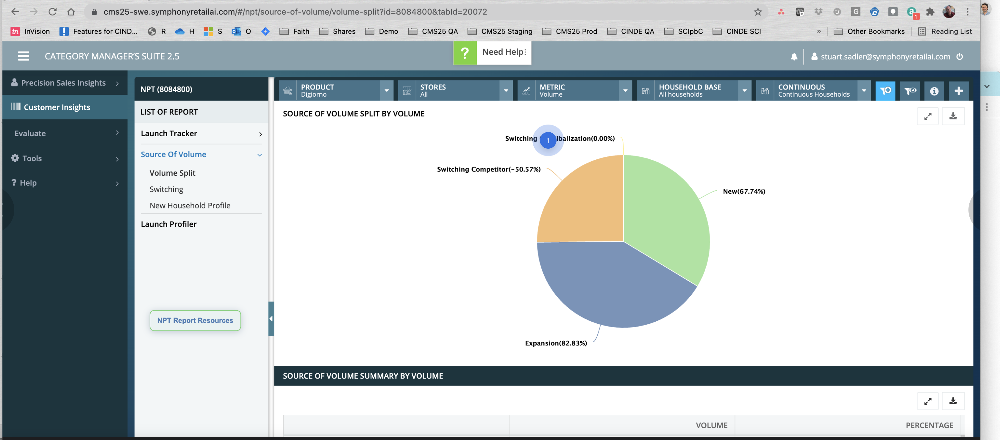 cms25-swe.symphonyretailai.com/#/npt/source-of-volume/volume-split?id=8084800&tabId=20072
in InVision ! Features for CIND... R H S O Faith Shares Demo CMS25 QA CMS25 Staging CMS25 Prod CINDE QA SCIpbC CINDE SCI » Other Bookmarks Reading List
CATEGORY MANAGER'S SUITE 2.5
? Need Help
stuart.sadler@symphonyretailai.com
Precision Sales Insights
Customer Insights
Evaluate
Tools
? Help
NPT (8084800)
LIST OF REPORT
Launch Tracker
Source Of Volume
Volume Split
Switching
New Household Profile
Launch Profiler
NPT Report Resources
PRODUCT
Digiorno
STORES
All
METRIC
Volume
HOUSEHOLD BASE
All households
CONTINUOUS
Continuous Households
SOURCE OF VOLUME SPLIT BY VOLUME
Switching 1 ibalization(0.00%)
Switching Competitor(-50.57%)
New(67.74%)
Expansion(82.83%)
SOURCE OF VOLUME SUMMARY BY VOLUME
VOLUME
PERCENTAGE